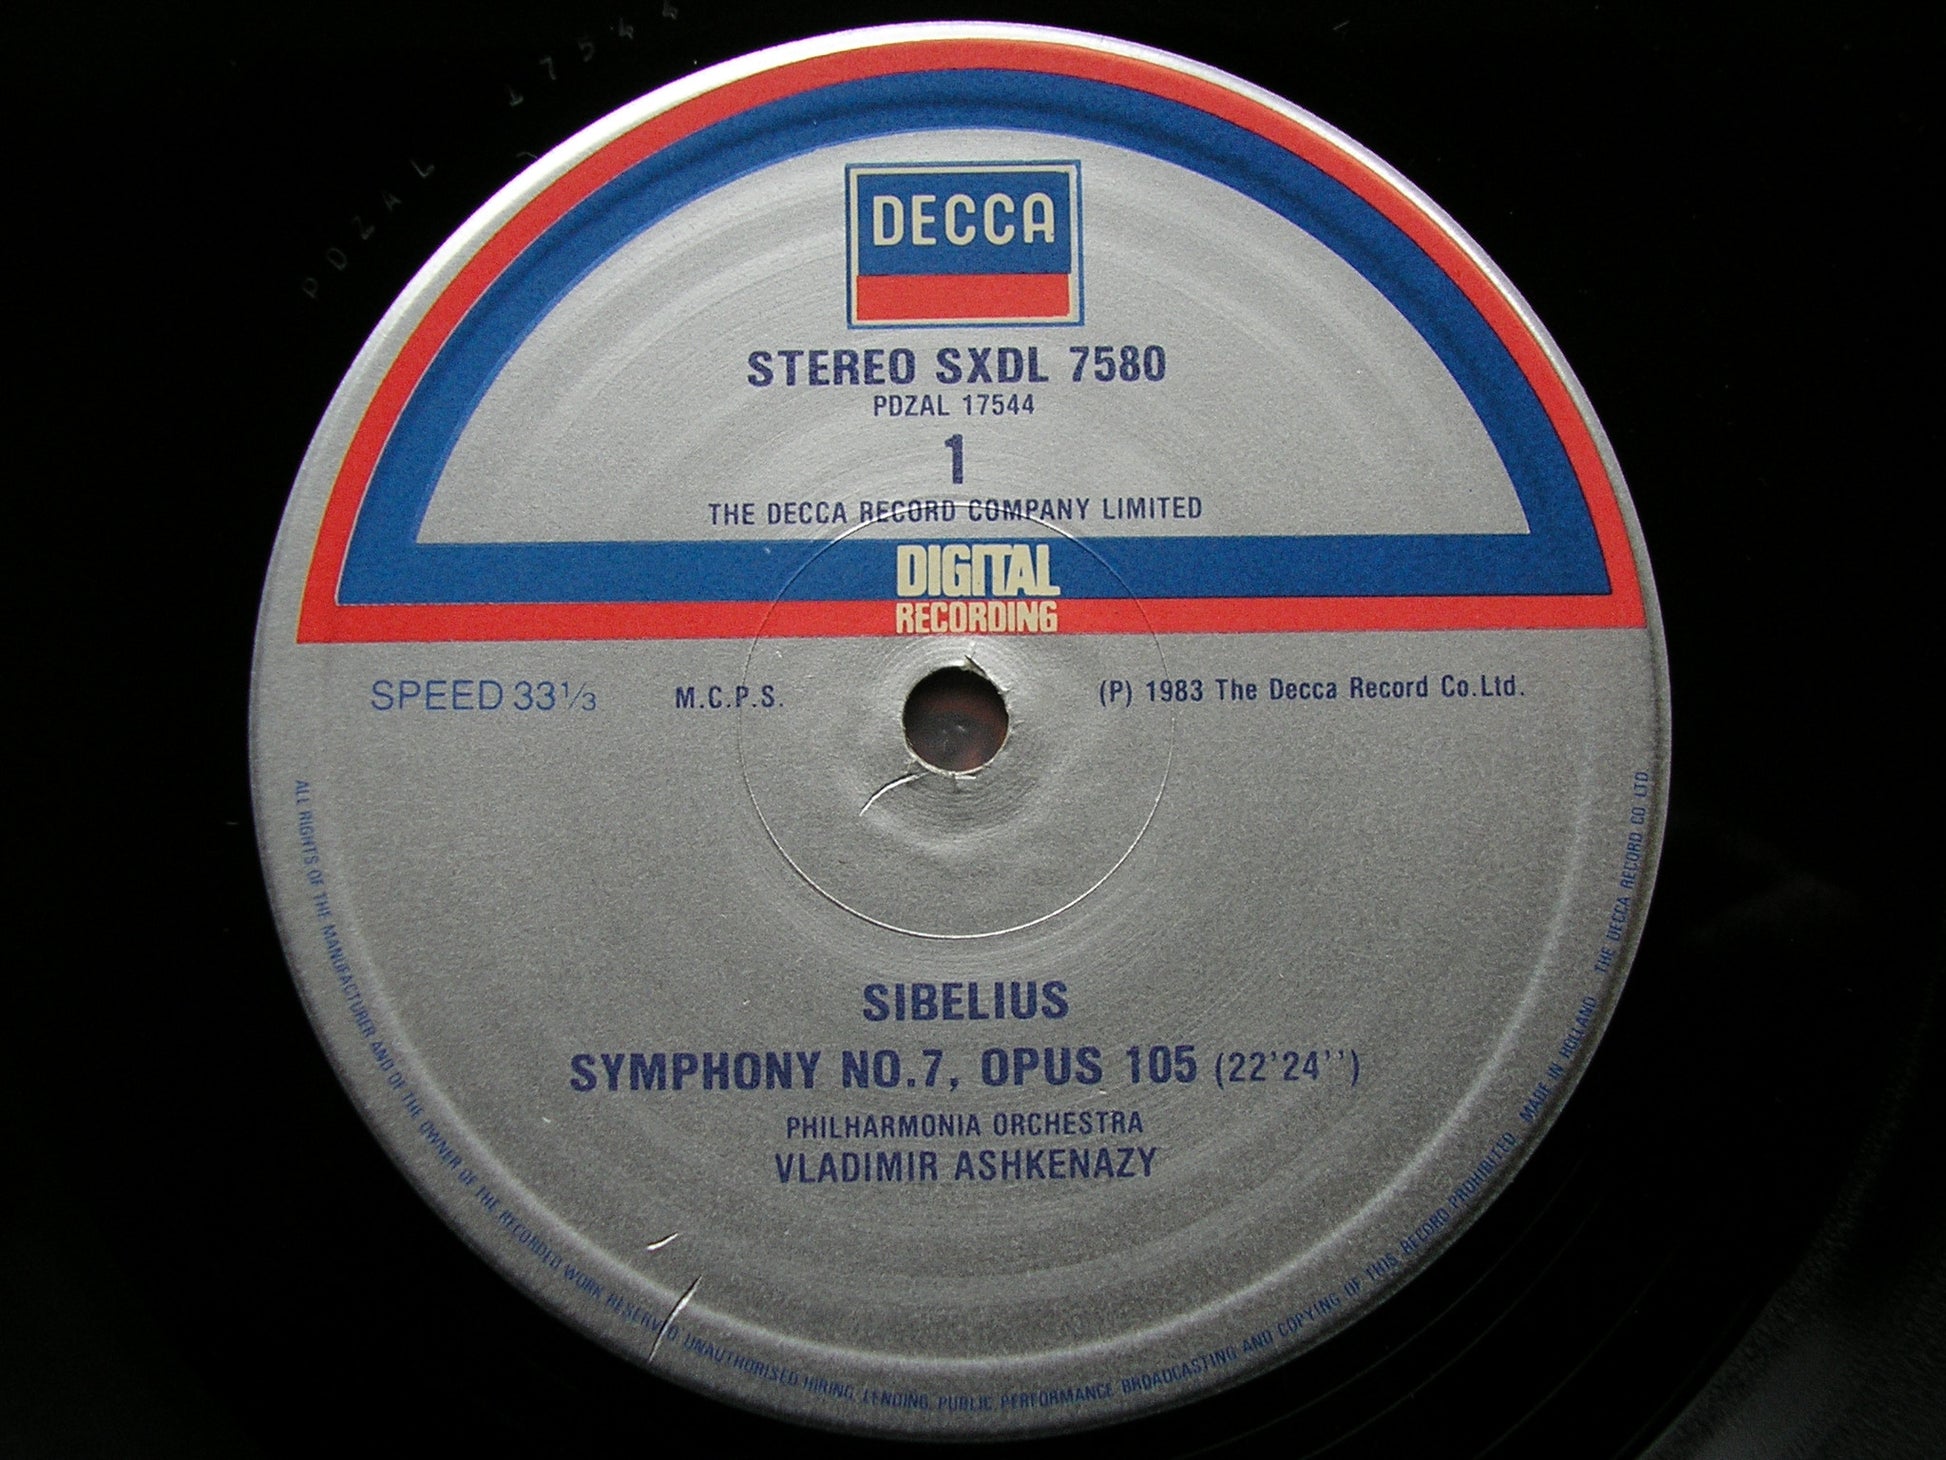 DECCA
STEREO SXDL 7580
PDZAL 17544
1
THE DECCA RECORD COMPANY LIMITED
DIGITAL
RECORDING
SPEED 33⅓ M.C.P.S. (P) 1983 The Decca Record Co.Ltd.
SIBELIUS
SYMPHONY NO.7, OPUS 105 (22'24'')
PHILHARMONIA ORCHESTRA
VLADIMIR ASHKENAZY
ALL RIGHTS OF THE MANUFACTURER AND OF THE OWNER OF THE RECORDED WORK RESERVED. UNAUTHORISED HIRING, LENDING, PUBLIC PERFORMANCE BROADCASTING AND COPYING OF THIS RECORD PROHIBITED MADE IN HOLLAND THE DECCA RECORD CO LTD
PDZAL 17544